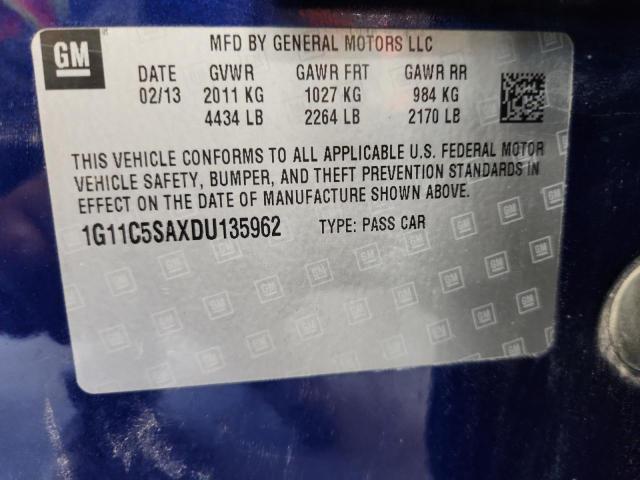 GM
MFD BY GENERAL MOTORS LLC
DATE GVWR GAWR FRT GAWR RR
02/13 2011 KG 1027 KG 984 KG
4434 LB 2264 LB 2170 LB
THIS VEHICLE CONFORMS TO ALL APPLICABLE U.S. FEDERAL MOTOR
VEHICLE SAFETY, BUMPER, AND THEFT PREVENTION STANDARDS IN
EFFECT ON THE DATE OF MANUFACTURE SHOWN ABOVE.
1G11C5SAXDU135962 TYPE: PASS CAR